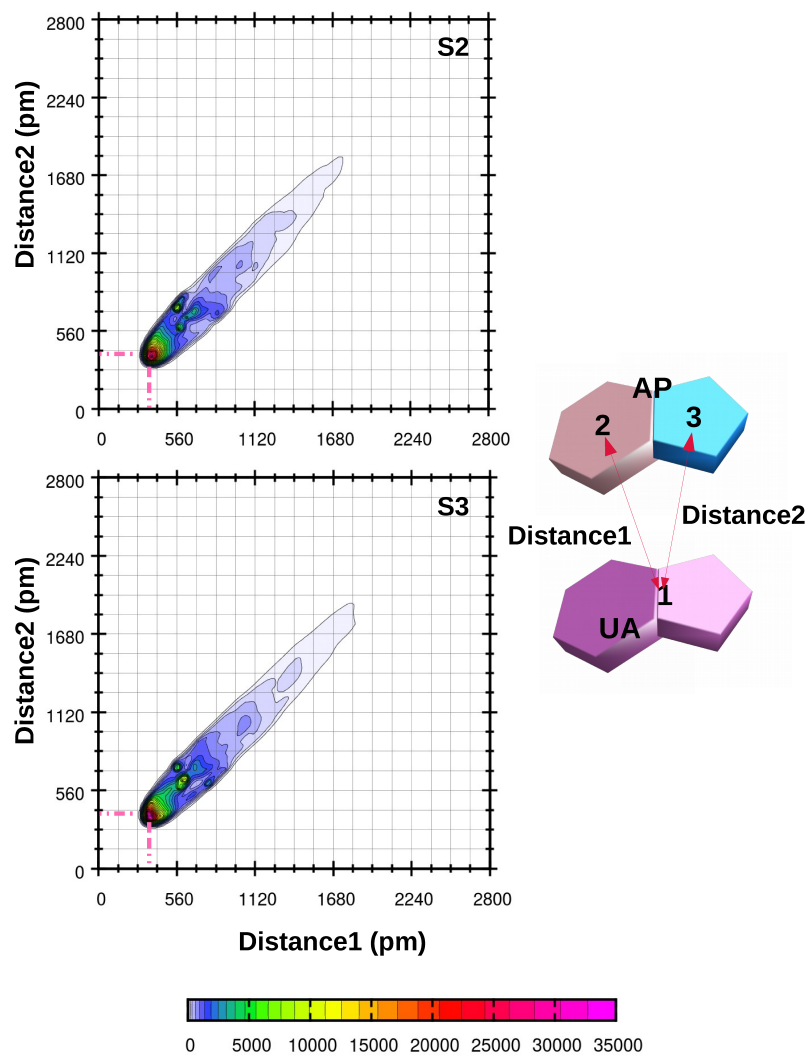 2800
S2
2240
Distance2 (pm)
1680
1120
560
0
0 560 1120 1680 2240 2800
AP
2 3
Distance1
Distance2
1
UA
2800
S3
2240
Distance2 (pm)
1680
1120
560
0
0 560 1120 1680 2240 2800
Distance1 (pm)
0 5000 10000 15000 20000 25000 30000 35000